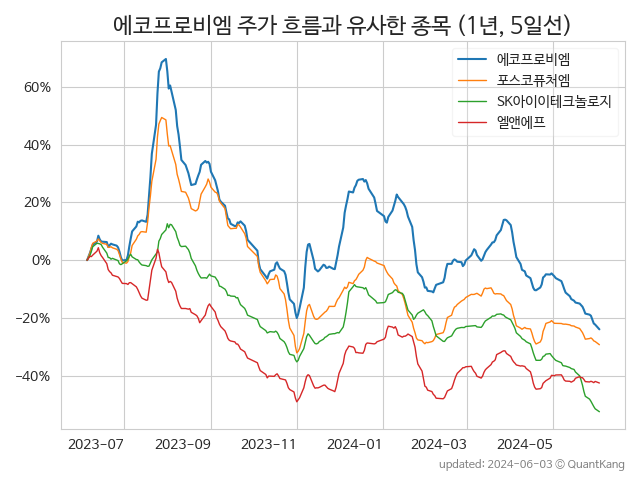 에코프로비엠 주가 흐름과 유사한 종목 (1년, 5일선)
에코프로비엠
포스코퓨처엠
SK아이이테크놀로지
엘앤에프
60%
40%
20%
0%
−20%
−40%
2023-07 2023-09 2023-11 2024-01 2024-03 2024-05
updated: 2024-06-03 © QuantKang